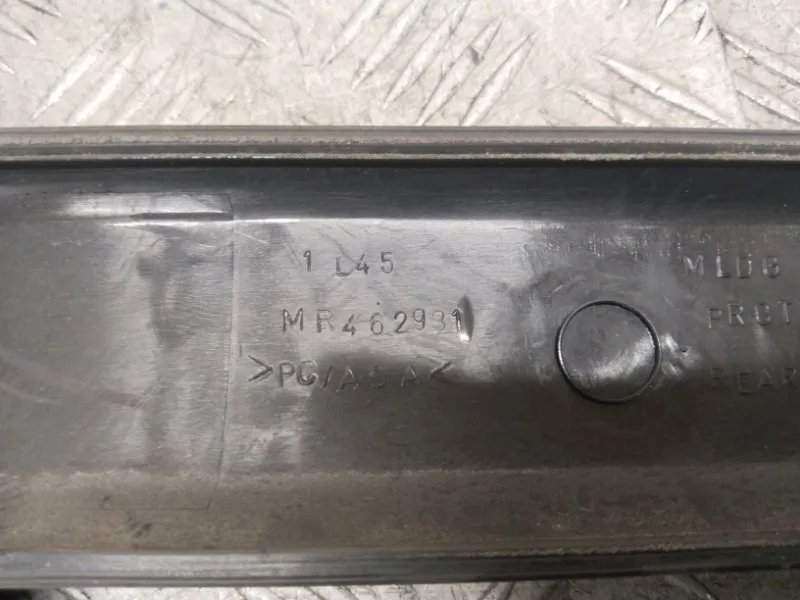 1 L45
MR462931
>PC/ASA<
MLDG
PROT
REAR